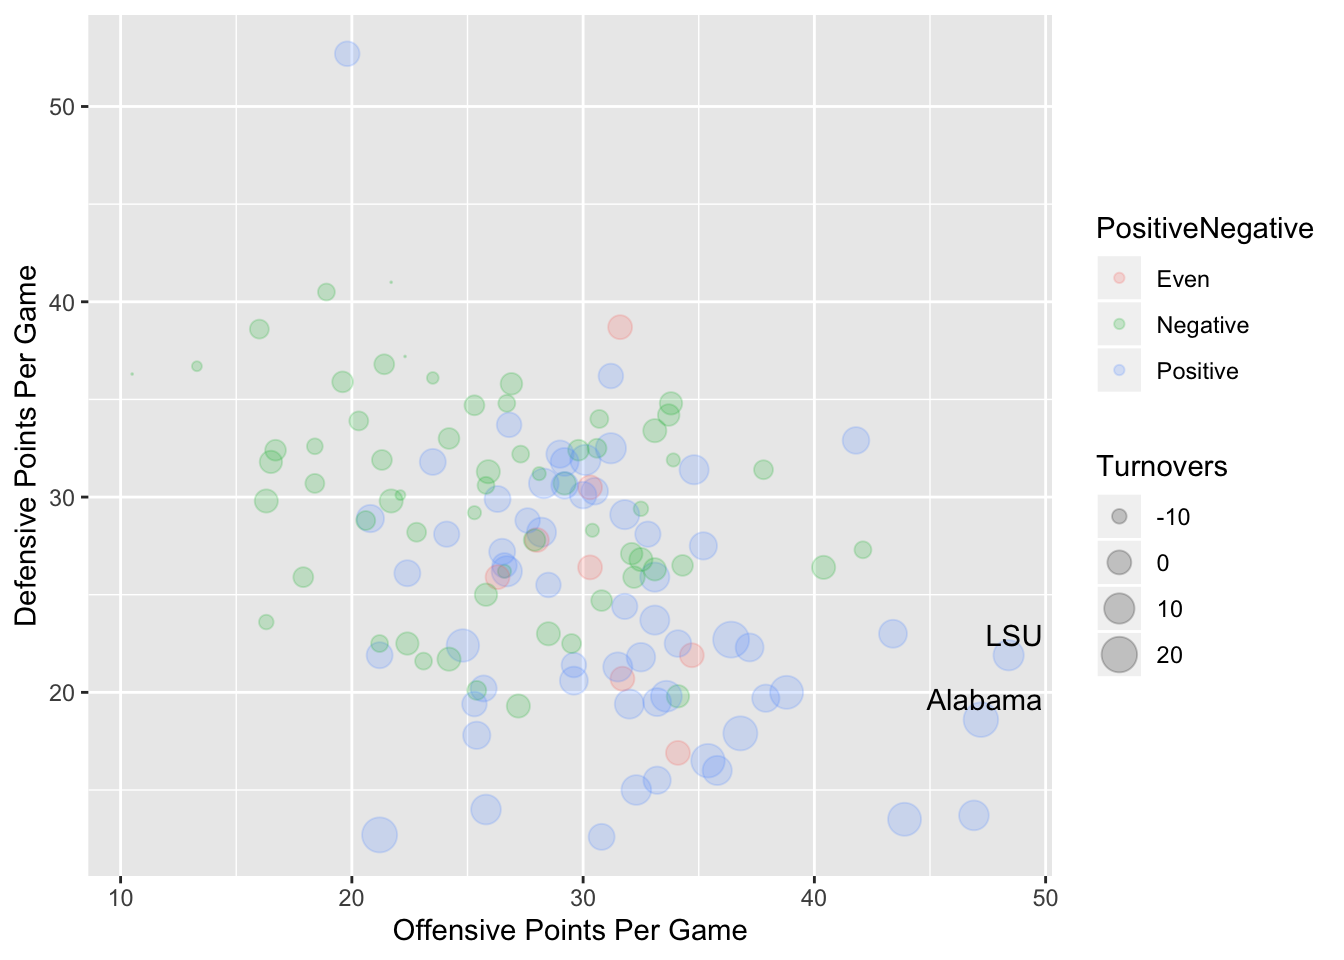 50
40
30
20
Defensive Points Per Game
LSU
Alabama
10
20
30
40
50
Offensive Points Per Game
PositiveNegative
Even
Negative
Positive
Turnovers
-10
0
10
20